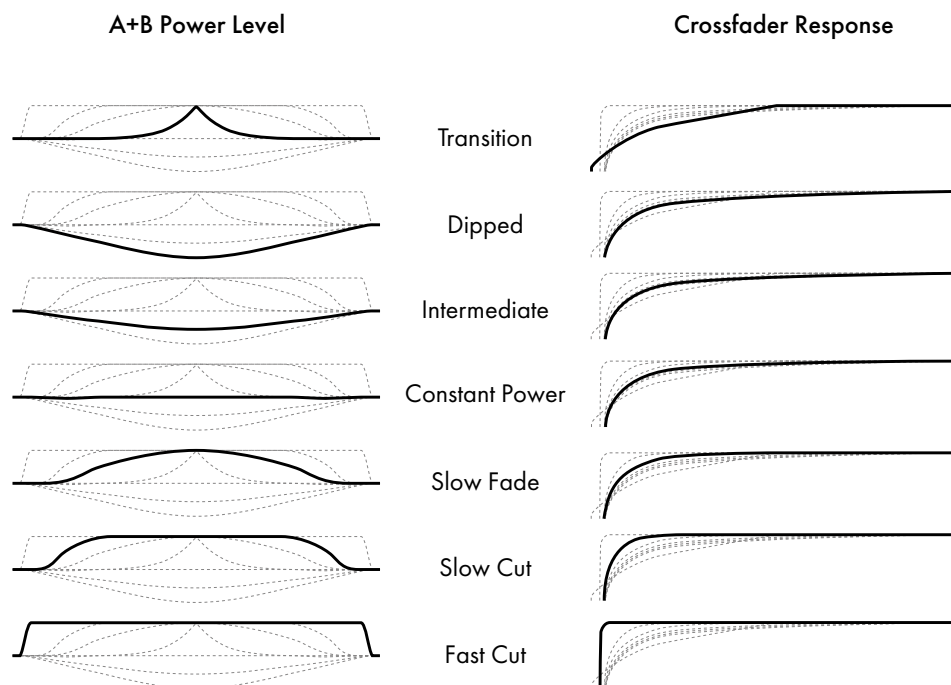 A+B Power Level
Crossfader Response
Transition
Dipped
Intermediate
Constant Power
Slow Fade
Slow Cut
Fast Cut